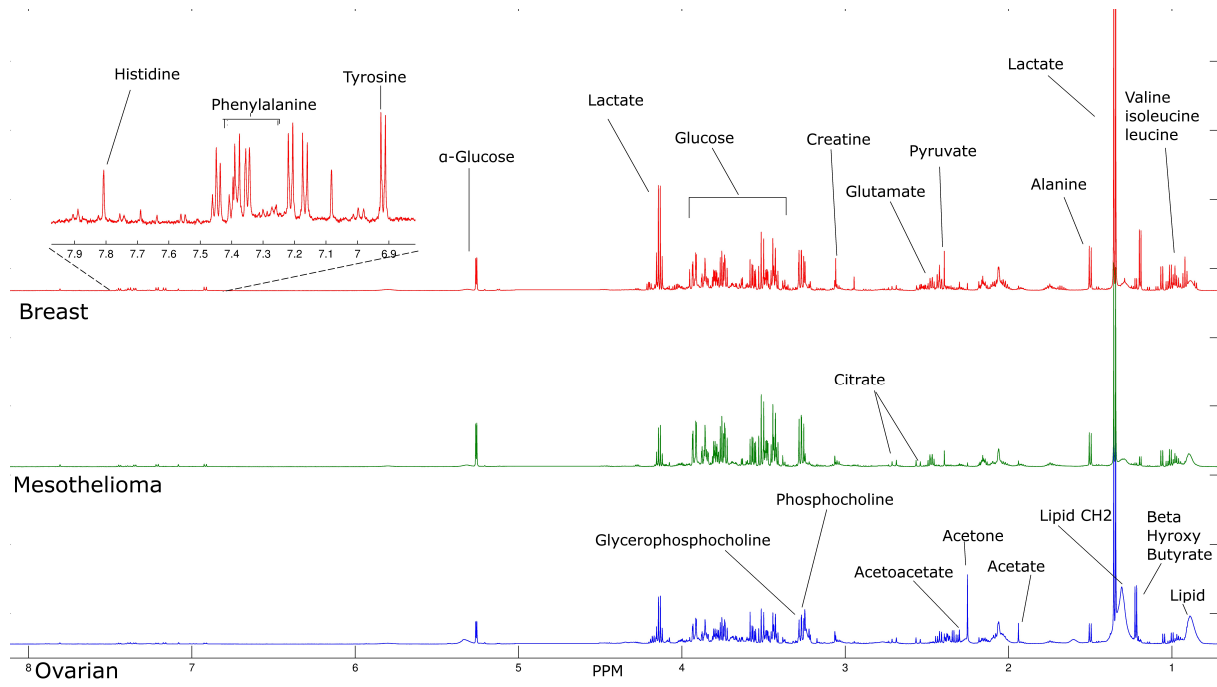 Histidine
Phenylalanine
Tyrosine
α-Glucose
Lactate
Glucose
Creatine
Glutamate
Pyruvate
Lactate
Alanine
Valine
isoleucine
leucine
7.9 7.8 7.7 7.6 7.5 7.4 7.3 7.2 7.1 7 6.9
Breast
Citrate
Mesothelioma
Phosphocholine
Glycerophosphocholine
Acetoacetate
Acetone
Acetate
Lipid CH2
Beta
Hyroxy
Butyrate
Lipid
8 7 6 5 4 3 2 1
PPM
Ovarian